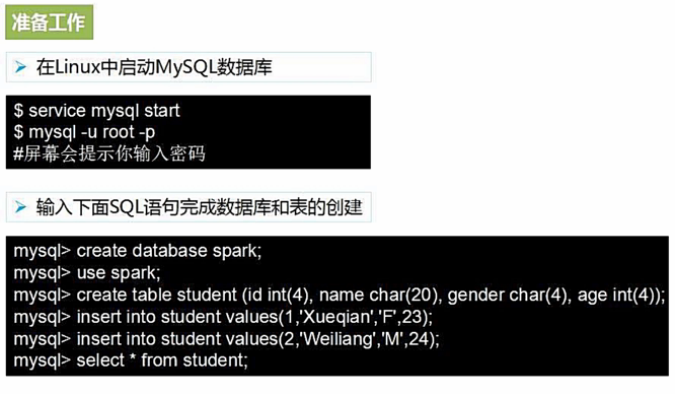 准备工作
➢ 在Linux中启动MySQL数据库
$ service mysql start
$ mysql -u root -p
#屏幕会提示你输入密码
➢ 输入下面SQL语句完成数据库和表的创建
mysql> create database spark;
mysql> use spark;
mysql> create table student (id int(4), name char(20), gender char(4), age int(4));
mysql> insert into student values(1,'Xueqian','F',23);
mysql> insert into student values(2,'Weiliang','M',24);
mysql> select * from student;